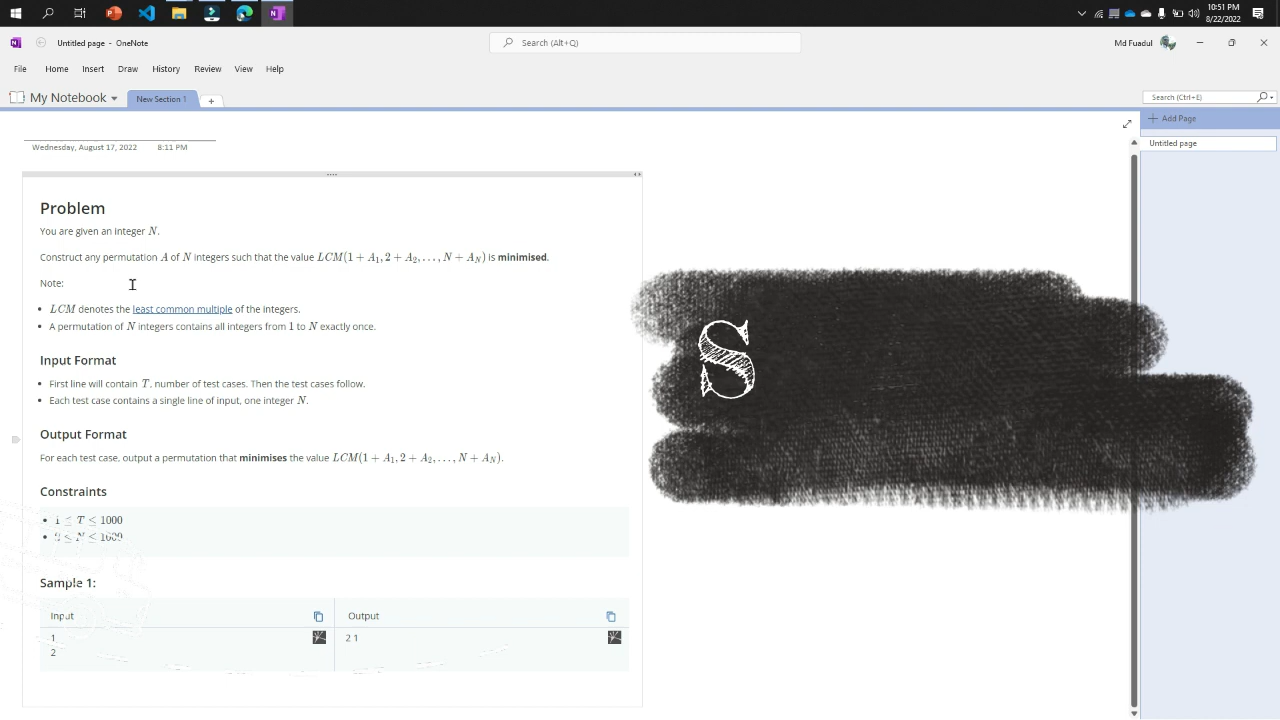 10:51 PM
8/22/2022
Untitled page - OneNote
Search (Alt+Q)
Md Fuadul
File Home Insert Draw History Review View Help
My Notebook
New Section 1
+
Search (Ctrl+E)
Add Page
Untitled page
Wednesday, August 17, 2022 8:11 PM
Problem
You are given an integer N.
Construct any permutation A of N integers such that the value LCM(1 + A₁, 2 + A₂, . . . , N + A_N) is minimised.
Note:
• LCM denotes the least common multiple of the integers.
• A permutation of N integers contains all integers from 1 to N exactly once.
Input Format
• First line will contain T, number of test cases. Then the test cases follow.
• Each test case contains a single line of input, one integer N.
Output Format
For each test case, output a permutation that minimises the value LCM(1 + A₁, 2 + A₂, . . . , N + A_N).
Constraints
• 1 ≤ T ≤ 1000
• 2 ≤ N ≤ 1000
Sample 1:
Input Output
1 2 1
2
S